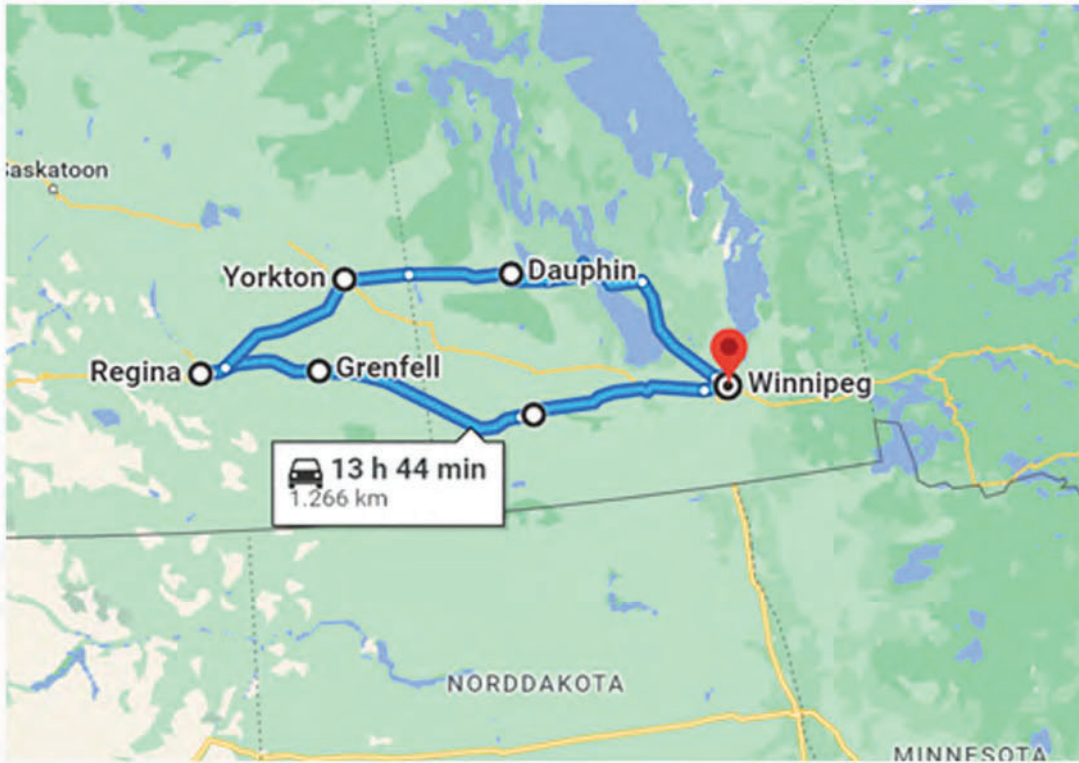 Saskatoon
Yorkton
Dauphin
Regina
Grenfell
Winnipeg
13 h 44 min
1.266 km
NORDDAKOTA
MINNESOTA